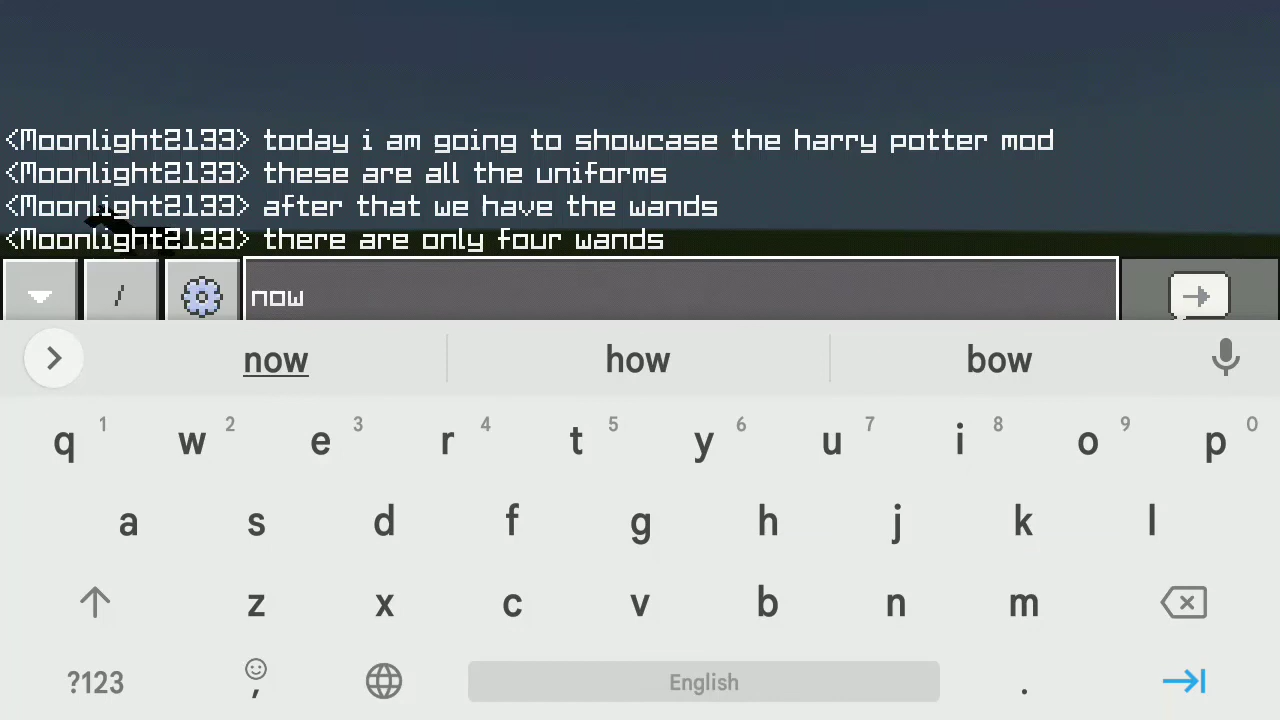 <Moonlight2133> today i am going to showcase the harry potter mod
<Moonlight2133> these are all the uniforms
<Moonlight2133> after that we have the wands
<Moonlight2133> there are only four wands
/ now
now how bow
q 1 w 2 e 3 r 4 t 5 y 6 u 7 i 8 o 9 p 0
a s d f g h j k l
z x c v b n m
?123 , English .